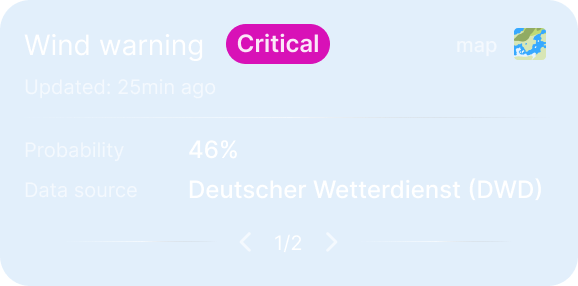 Wind warning Critical map
Updated: 25min ago
Probability 46%
Data source Deutscher Wetterdienst (DWD)
1/2